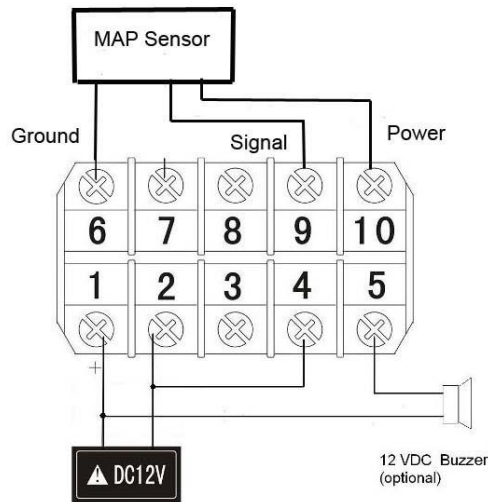 MAP Sensor
Ground
Signal
Power
6 7 8 9 10
1 2 3 4 5
+
DC12V
12 VDC Buzzer
(optional)